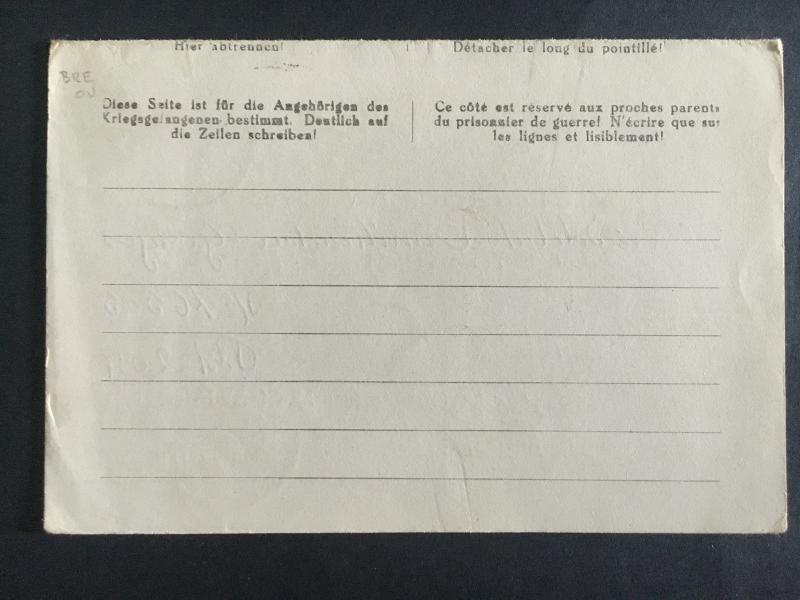 Hier abtrennen!
Détacher le long du pointillé!
BRE
OU
Diese Seite ist für die Angehörigen des
Kriegsgefangenen bestimmt. Deutlich auf
die Zeilen schreiben!
Ce côté est réservé aux proches parents
du prisonnier de guerre! N'écrire que sur
les lignes et lisiblement!